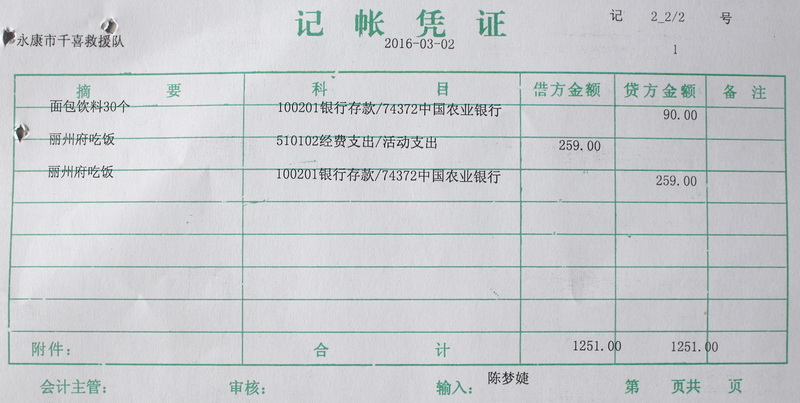 记帐凭证
记 2_2/2 号
永康市千喜救援队
2016-03-02
1
摘要 科目 借方金额 贷方金额 备注
面包饮料30个 100201银行存款/74372中国农业银行 90.00
丽州府吃饭 510102经费支出/活动支出 259.00
丽州府吃饭 100201银行存款/74372中国农业银行 259.00
附件: 合计 1251.00 1251.00
会计主管: 审核: 输入: 陈梦婕 第 页共 页